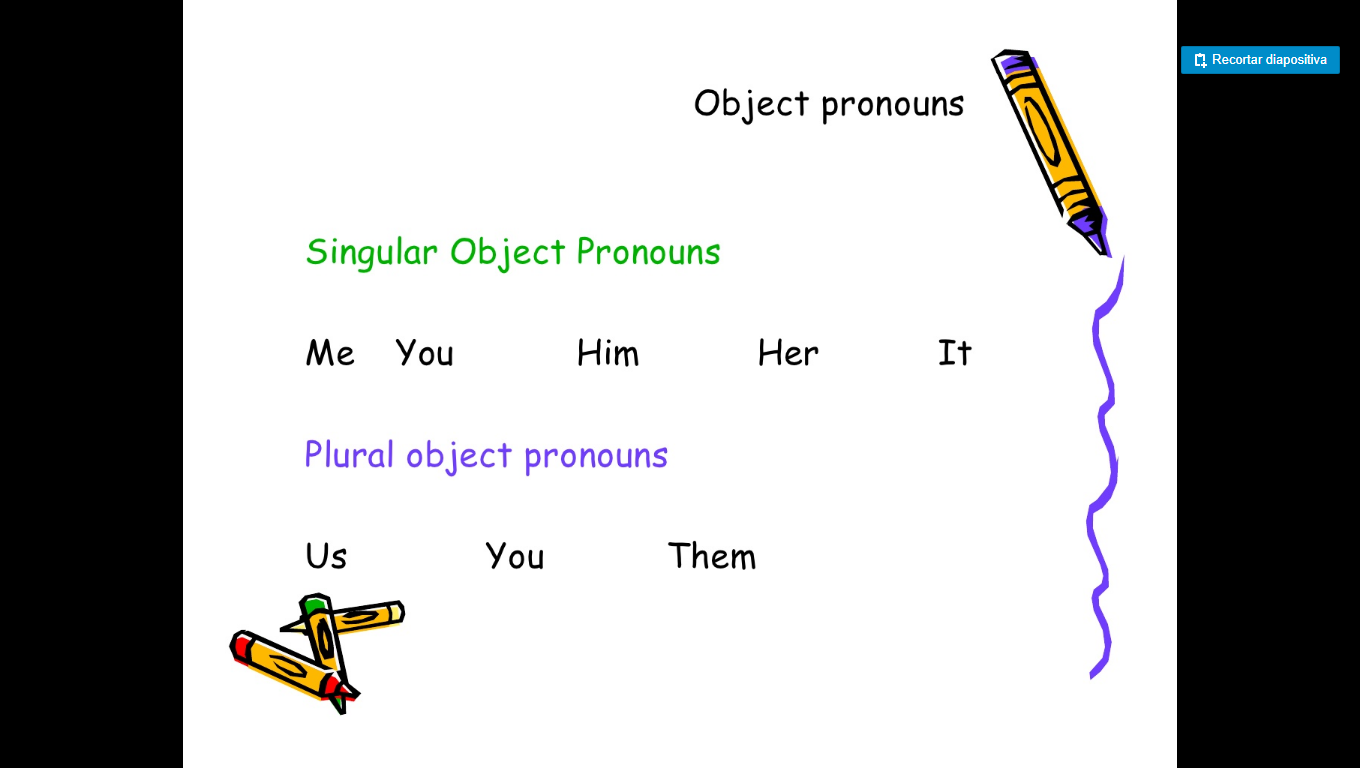 Recortar diapositiva
Object pronouns
Singular Object Pronouns
Me You Him Her It
Plural object pronouns
Us You Them